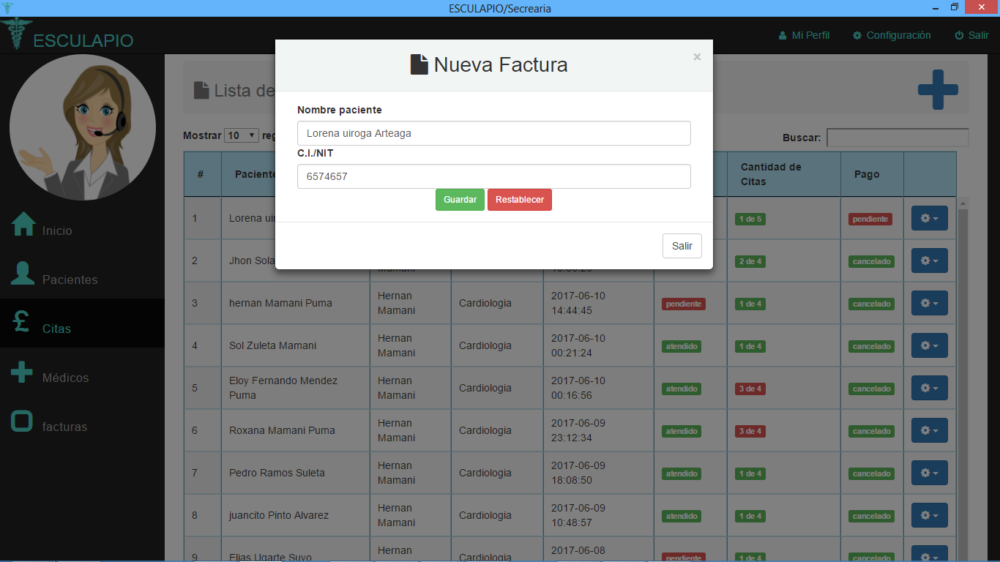 ESCULAPIO/Secrearia
ESCULAPIO
Mi Perfil
Configuración
Salir
Inicio
Pacientes
£
Citas
Médicos
facturas
Nueva Factura
×
Nombre paciente
Lorena uiroga Arteaga
C.I./NIT
6574657
Guardar
Restablecer
Salir
Lista de
Mostrar 10
Buscar:
# Paciente Cantidad de Citas Pago
1 Lorena 1 de 5 pendiente
2 Jhon 2 de 4 cancelado
3 hernan Mamani Puma Hernan Mamani Cardiologia 2017-06-10 14:44:45 pendiente 1 de 4 cancelado
4 Sol Zuleta Mamani Hernan Mamani Cardiologia 2017-06-10 00:21:24 atendido 1 de 4 cancelado
5 Eloy Fernando Mendez Puma Hernan Mamani Cardiologia 2017-06-10 00:16:56 atendido 3 de 4 cancelado
6 Roxana Mamani Puma Hernan Mamani Cardiologia 2017-06-09 23:12:34 atendido 3 de 4 cancelado
7 Pedro Ramos Suleta Hernan Mamani Cardiologia 2017-06-09 18:08:50 atendido 1 de 4 cancelado
8 juancito Pinto Alvarez Hernan Mamani Cardiologia 2017-06-09 10:48:57 atendido 1 de 4 cancelado
9 Ugarte Suyo Hernan Cardiologia 2017-06-08 pendiente 1 de 4 cancelado